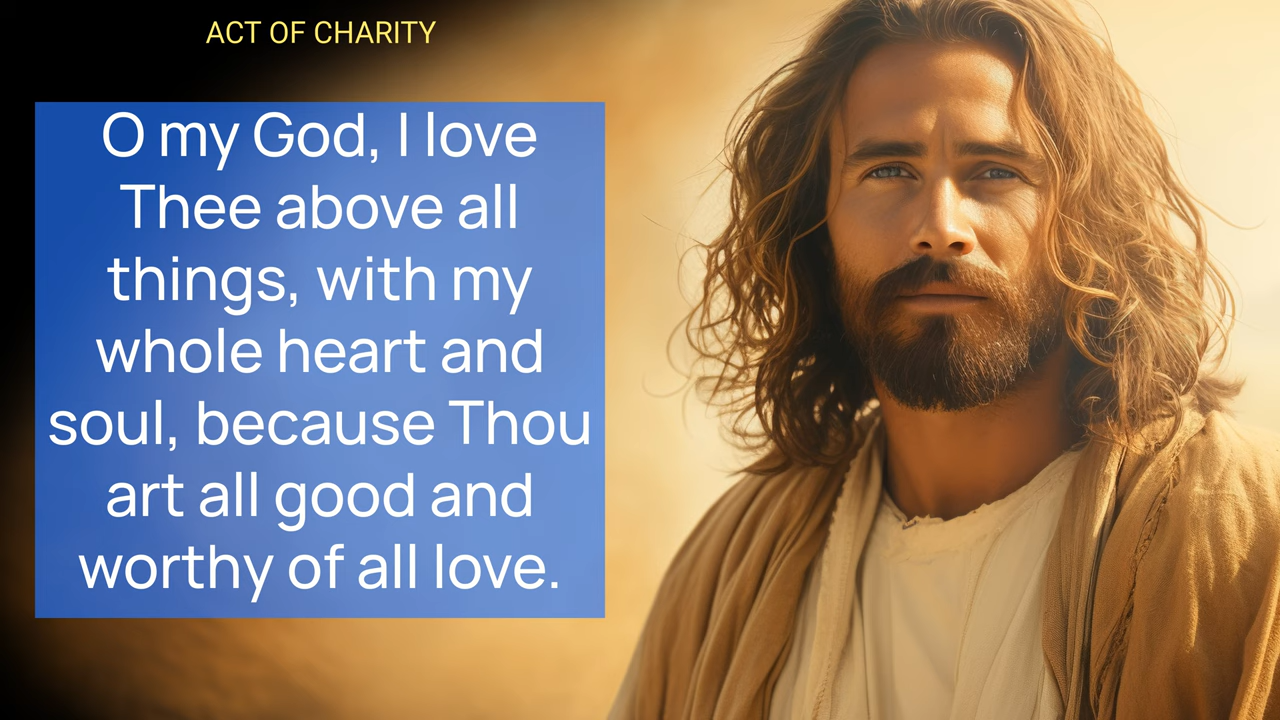 ACT OF CHARITY
O my God, I love
Thee above all
things, with my
whole heart and
soul, because Thou
art all good and
worthy of all love.